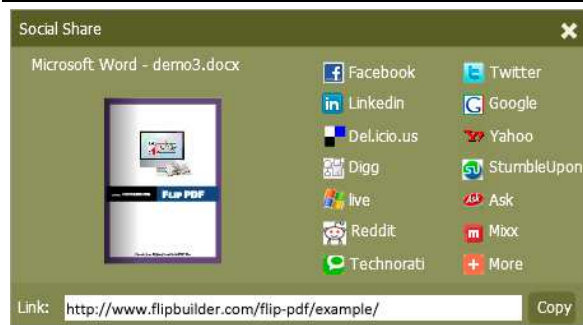 Social Share
Microsoft Word - demo3.docx
FLIP PDF
Facebook
Twitter
Linkedin
Google
Del.icio.us
Yahoo
Digg
StumbleUpon
live
Ask
Reddit
Mixx
Technorati
More
Link: http://www.flipbuilder.com/flip-pdf/example/ Copy